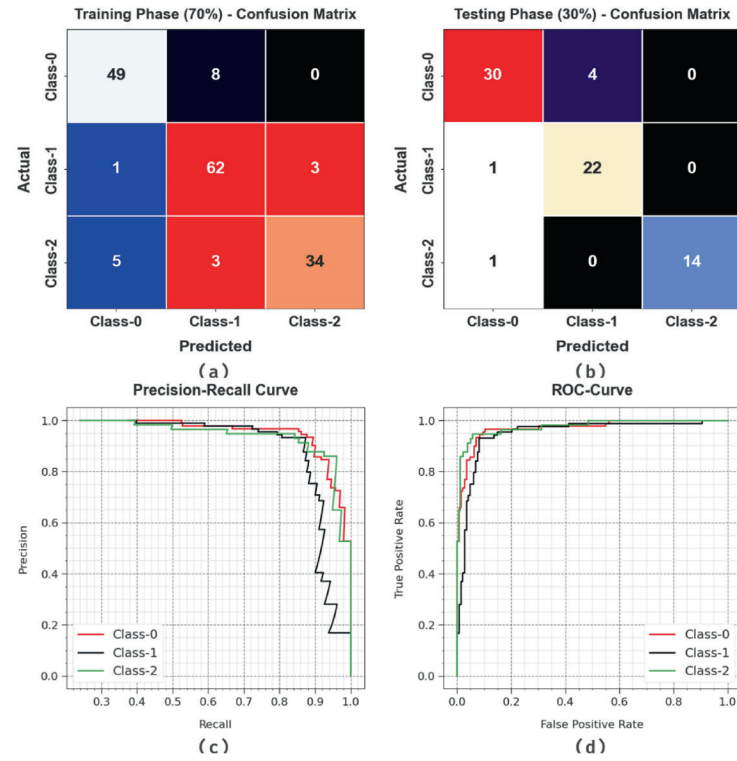 Training Phase (70%) - Confusion Matrix
Actual
Class-0
Class-1
Class-2
49 8 0
1 62 3
5 3 34
Class-0 Class-1 Class-2
Predicted
(a)
Testing Phase (30%) - Confusion Matrix
Actual
Class-0
Class-1
Class-2
30 4 0
1 22 0
1 0 14
Class-0 Class-1 Class-2
Predicted
(b)
Precision-Recall Curve
Precision
1.0
0.8
0.6
0.4
0.2
0.0
Class-0
Class-1
Class-2
0.3 0.4 0.5 0.6 0.7 0.8 0.9 1.0
Recall
(c)
ROC-Curve
True Positive Rate
1.0
0.8
0.6
0.4
0.2
0.0
Class-0
Class-1
Class-2
0.0 0.2 0.4 0.6 0.8 1.0
False Positive Rate
(d)